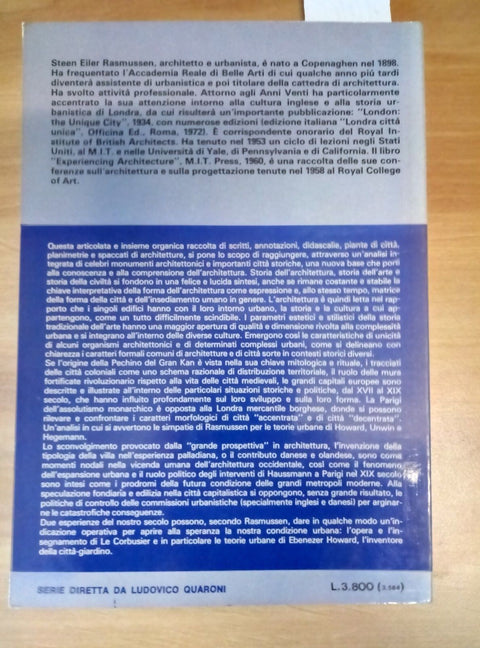 Steen Eiler Rasmussen, architetto e urbanista, é nato a Copenaghen nel 1898.
Ha frequentato l'Accademia Reale di Belle Arti di cui qualche anno piú tardi
diventerà assistente di urbanistica e poi titolare della cattedra di architettura.
Ha svolto attivitá professionale. Attorno agli Anni Venti ha particolarmente
accentrato la sua attenzione intorno alla cultura inglese e alla storia ur-
banistica di Londra, da cui risulterà un'importante pubblicazione: "London:
the Unique City", 1934, con numerose edizioni (edizione italiana "Londra città
unica", Officina Ed., Roma, 1972). È corrispondente onorario del Royal In-
stitute of British Architects. Ha tenuto nel 1953 un ciclo di lezioni negli Stati
Uniti, al M.I.T. e nelle Università di Yale, di Pennsylvania e di California. Il libro
"Experiencing Architecture", M.I.T. Press, 1960, é una raccolta delle sue con-
ferenze sull'architettura e sulla progettazione tenute nel 1958 al Royal College
of Art.
Questa articolata e insieme organica raccolta di scritti, annotazioni, didascalie, piante di città,
planimetrie e spaccati di architetture, si pone lo scopo di raggiungere, attraverso un'analisi in-
tegrata di celebri monumenti architettonici e importanti città storiche, una nuova base che porti
alla conoscenza e alla comprensione dell'architettura. Storia dell'architettura, storia dell'arte e
storia della civiltà si fondono in una felice e lucida sintesi, anche se rimane costante e stabile la
chiave interpretativa della forma dell'architettura come espressione e, allo stesso tempo, matrice
della forma della città e dell'insediamento umano in genere. L'architettura è quindi letta nei rap-
porto che i singoli edifici hanno con il loro intorno urbano, la storia e la cultura a cui ap-
partengono, come un tutto difficilmente scindibile. I parametri estetici e stilistici della storia
tradizionale dell'arte hanno una maggior apertura di qualità e dimensione rivolta alla complessità
urbana e si integrano all'interno delle diverse culture. Emergono così le caratteristiche di unicità
di alcuni organismi architettonici e di determinati complessi urbani, come si delineano con
chiarezza i caratteri formali comuni di architetture e di città sorte in contesti storici diversi.
Se l'origine della Pechino del Gran Kan è vista nella sua chiave mitologica e rituale, i tracciati
delle città coloniali come uno schema razionale di distribuzione territoriale, il ruolo delle mura
fortificate rivoluzionario rispetto alla vita delle città medievali, le grandi capitali europee sono
descritte e illustrate all'interno delle particolari situazioni storiche e politiche, dal XVII al XIX
secolo, che hanno influito profondamente sul loro sviluppo e sulla loro forma. La Parigi
dell'assolutismo monarchico è opposta alla Londra mercantile borghese, donde si possono
rilevare e confrontare i caratteri morfologici di città "accentrata" e di città "decentrata".
Un'analisi in cui si avvertono le simpatie di Rasmussen per le teorie urbane di Howard, Unwin e
Hegemann.
Lo sconvolgimento provocato dalla "grande prospettiva" in architettura, l'invenzione della
tipologia della villa nell'esperienza palladiana, o il contributo danese e olandese, sono come
momenti nodali nella vicenda umana dell'architettura occidentale, così come il fenomeno
dell'espansione urbana e il ruolo politico degli interventi di Haussmann a Parigi nel XIX secolo
sono intesi come i prodromi della futura condizione delle grandi metropoli moderne. Alla
speculazione fondiaria e edilizia nella città capitalistica si oppongono, senza grande risultato, le
politiche di controllo delle commissioni urbanistiche (specialmente inglesi e danesi) per arginar-
ne le catastrofiche conseguenze.
Due esperienze del nostro secolo possono, secondo Rasmussen, dare in qualche modo un'in-
dicazione operativa per aprire alla speranza la nostra condizione urbana: l'opera e l'in-
segnamento di Le Corbusier e in particolare le teorie urbane di Ebenezer Howard, l'inventore
della città-giardino.
SERIE DIRETTA DA LUDOVICO QUARONI
L. 3.800 (3.584)